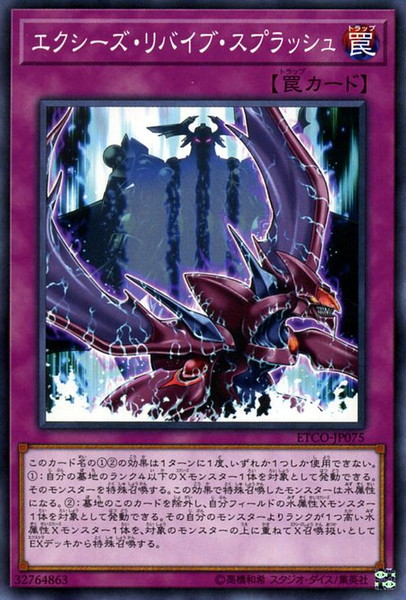 エクシーズ・リバイブ・スプラッシュ
トラップ
罠
トラップ
【罠カード】
ETCO-JP075
このカード名の①②の効果は1ターンに1度、いずれか1つしか使用できない。
①:自分の墓地のランク4以下のXモンスター1体を対象として発動できる。
そのモンスターを特殊召喚する。この効果で特殊召喚したモンスターは水属性
になる。②:墓地のこのカードを除外し、自分フィールドの水属性Xモンスター
1体を対象として発動できる。その自分のモンスターよりランクが1つ高い水
属性Xモンスター1体を、対象のモンスターの上に重ねてX召喚扱いとして
EXデッキから特殊召喚する。
32764863
©高橋和希 スタジオ・ダイス/集英社